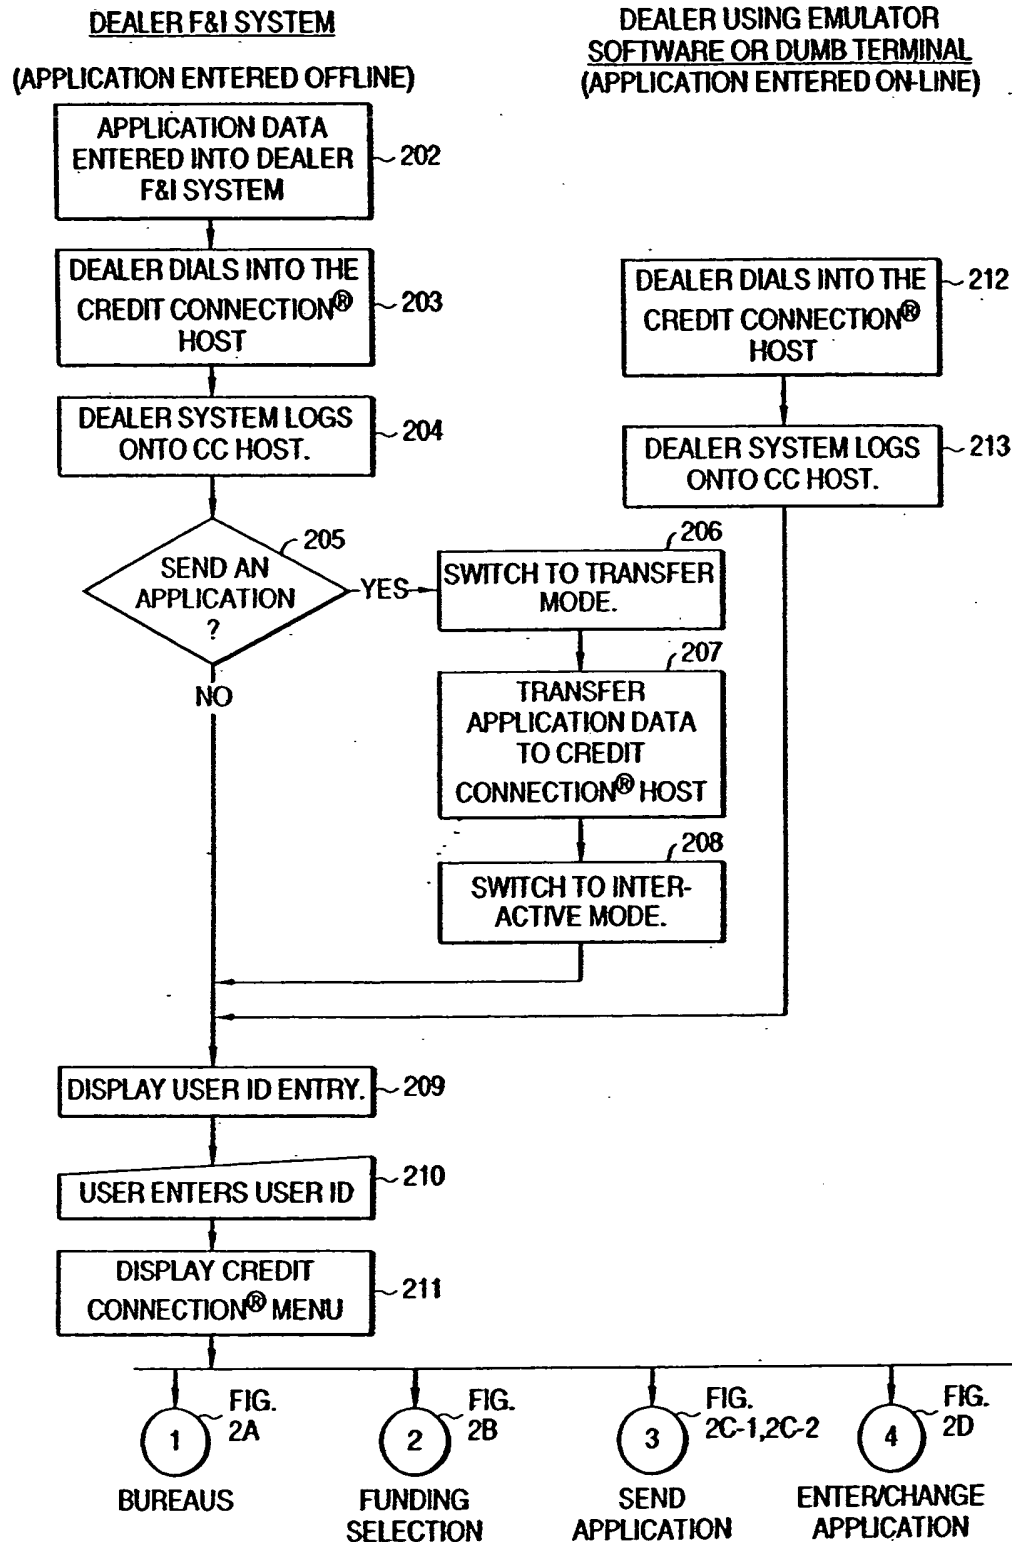 DEALER F&I SYSTEM
(APPLICATION ENTERED OFFLINE)
DEALER USING EMULATOR
SOFTWARE OR DUMB TERMINAL
(APPLICATION ENTERED ON-LINE)
APPLICATION DATA
ENTERED INTO DEALER
F&I SYSTEM
202
DEALER DIALS INTO THE
CREDIT CONNECTION®
HOST
203
DEALER DIALS INTO THE
CREDIT CONNECTION®
HOST
212
DEALER SYSTEM LOGS
ONTO CC HOST.
204
DEALER SYSTEM LOGS
ONTO CC HOST.
213
SEND AN
APPLICATION
?
205
YES
NO
SWITCH TO TRANSFER
MODE.
206
TRANSFER
APPLICATION DATA
TO CREDIT
CONNECTION® HOST
207
SWITCH TO INTER-
ACTIVE MODE.
208
DISPLAY USER ID ENTRY.
209
USER ENTERS USER ID
210
DISPLAY CREDIT
CONNECTION® MENU
211
1
FIG.
2A
BUREAUS
2
FIG.
2B
FUNDING
SELECTION
3
FIG.
2C-1,2C-2
SEND
APPLICATION
4
FIG.
2D
ENTER/CHANGE
APPLICATION